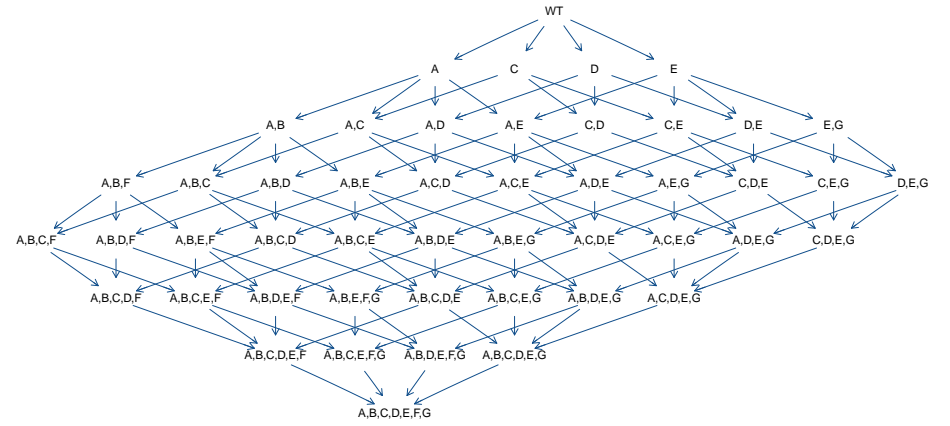 WT
A C D E
A,B A,C A,D A,E C,D C,E D,E E,G
A,B,F A,B,C A,B,D A,B,E A,C,D A,C,E A,D,E A,E,G C,D,E C,E,G D,E,G
A,B,C,F A,B,D,F A,B,E,F A,B,C,D A,B,C,E A,B,D,E A,B,E,G A,C,D,E A,C,E,G A,D,E,G C,D,E,G
A,B,C,D,F A,B,C,E,F A,B,D,E,F A,B,E,F,G A,B,C,D,E A,B,C,E,G A,B,D,E,G A,C,D,E,G
A,B,C,D,E,F A,B,C,E,F,G A,B,D,E,F,G A,B,C,D,E,G
A,B,C,D,E,F,G